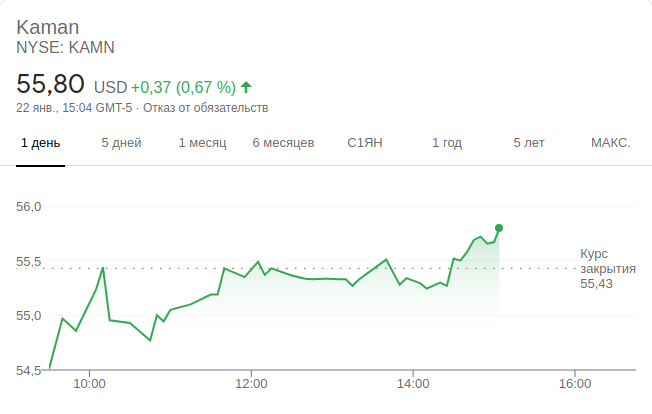 Kaman
NYSE: KAMN
55,80 USD +0,37 (0,67 %)
22 янв., 15:04 GMT-5 · Отказ от обязательств
1 день 5 дней 1 месяц 6 месяцев С1ЯН 1 год 5 лет МАКС.
56,0
55,5
55,0
54,5
Курс
закрытия
55,43
10:00 12:00 14:00 16:00